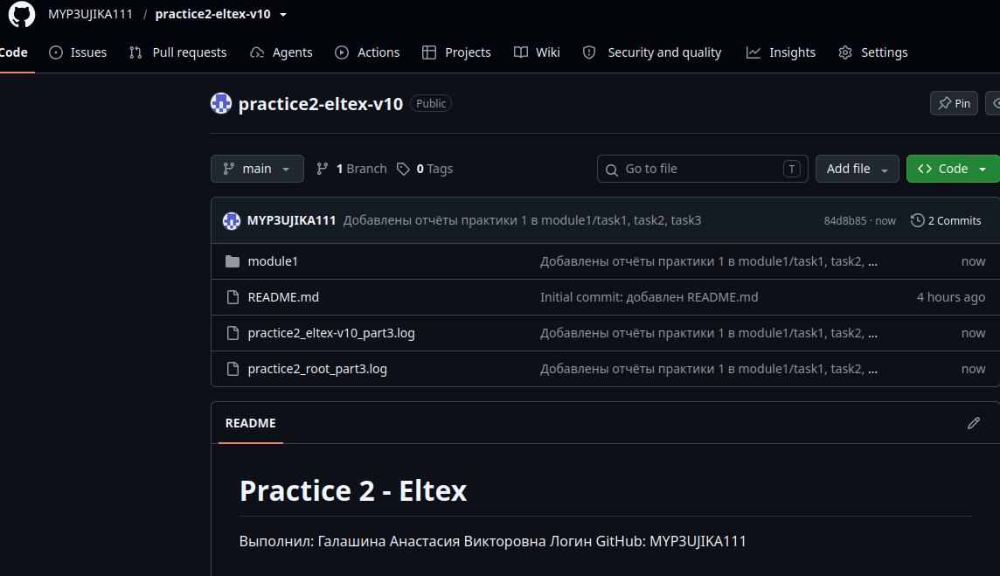 MYP3UJIKA111 / practice2-eltex-v10
Code Issues Pull requests Agents Actions Projects Wiki Security and quality Insights Settings
practice2-eltex-v10 Public Pin
main 1 Branch 0 Tags Go to file T Add file Code
MYP3UJIKA111 Добавлены отчёты практики 1 в module1/task1, task2, task3 84d8b85 · now 2 Commits
module1 Добавлены отчёты практики 1 в module1/task1, task2, ... now
README.md Initial commit: добавлен README.md 4 hours ago
practice2_eltex-v10_part3.log Добавлены отчёты практики 1 в module1/task1, task2, ... now
practice2_root_part3.log Добавлены отчёты практики 1 в module1/task1, task2, ... now
README
Practice 2 - Eltex
Выполнил: Галашина Анастасия Викторовна Логин GitHub: MYP3UJIKA111